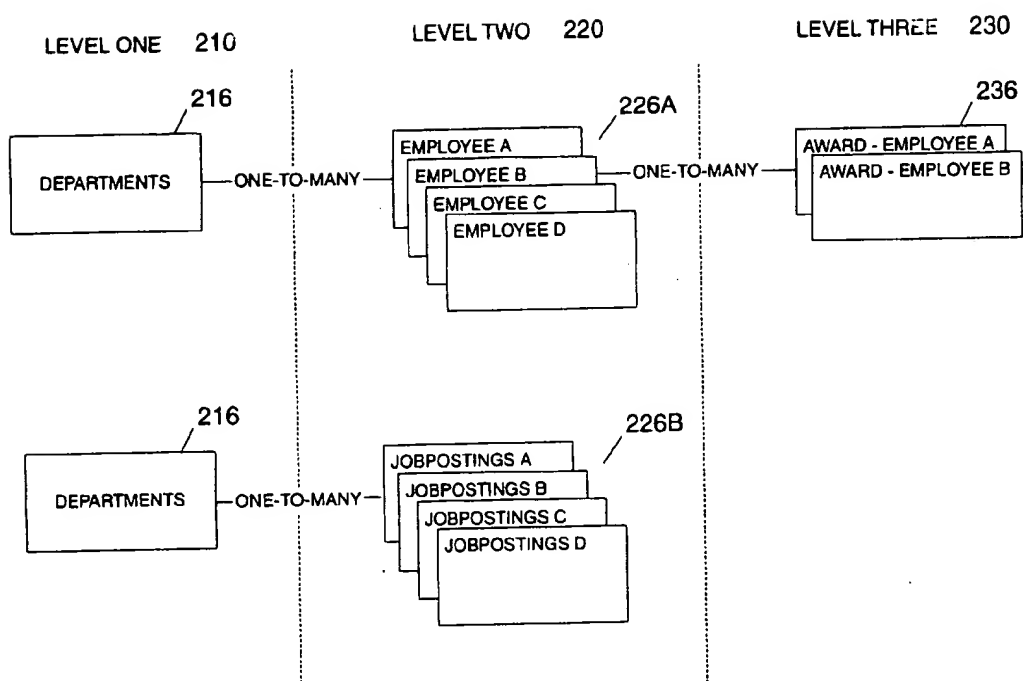 LEVEL ONE 210
LEVEL TWO 220
LEVEL THREE 230
216
226A
236
DEPARTMENTS
ONE-TO-MANY
EMPLOYEE A
EMPLOYEE B
EMPLOYEE C
EMPLOYEE D
ONE-TO-MANY
AWARD - EMPLOYEE A
AWARD - EMPLOYEE B
216
226B
DEPARTMENTS
ONE-TO-MANY
JOBPOSTINGS A
JOBPOSTINGS B
JOBPOSTINGS C
JOBPOSTINGS D